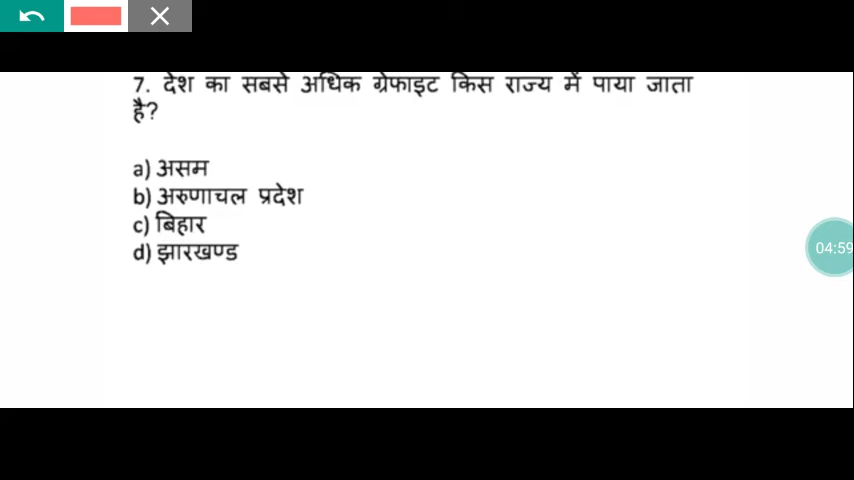 7. देश का सबसे अधिक ग्रेफाइट किस राज्य में पाया जाता
है?
a) असम
b) अरुणाचल प्रदेश
c) बिहार
d) झारखण्ड
04:59